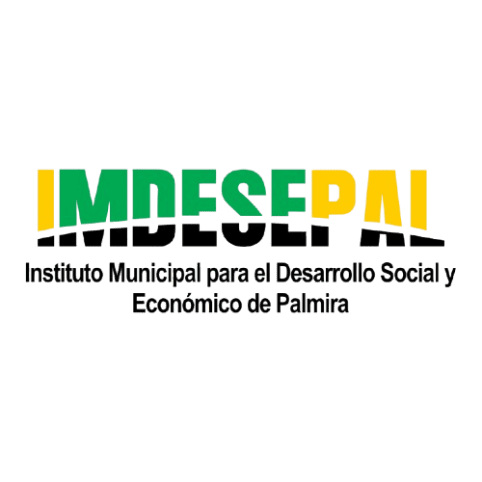 IMDESEPAL
Instituto Municipal para el Desarrollo Social y
Económico de Palmira